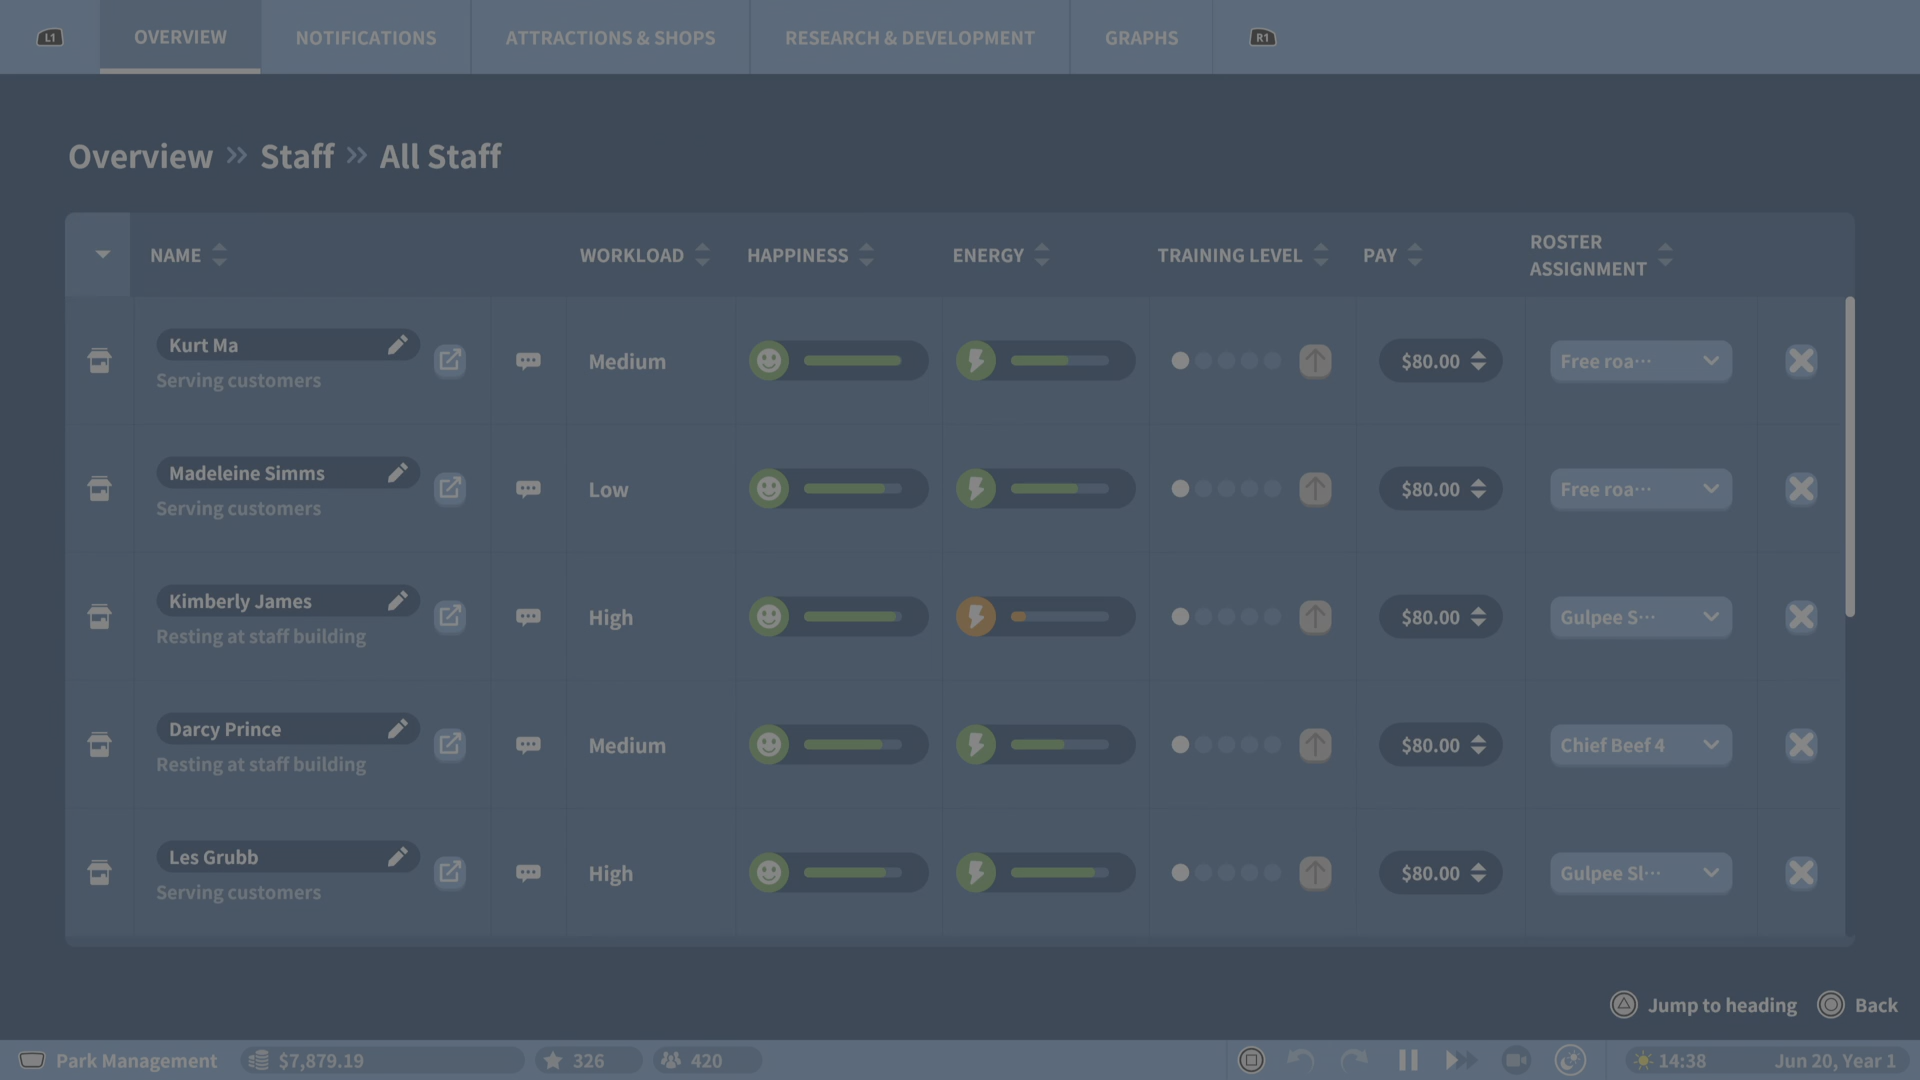 L1
OVERVIEW
NOTIFICATIONS
ATTRACTIONS & SHOPS
RESEARCH & DEVELOPMENT
GRAPHS
R1
Overview » Staff » All Staff
NAME
WORKLOAD
HAPPINESS
ENERGY
TRAINING LEVEL
PAY
ROSTER
ASSIGNMENT
Kurt Ma
Serving customers
Medium
$80.00
Free roa···
Madeleine Simms
Serving customers
Low
$80.00
Free roa···
Kimberly James
Resting at staff building
High
$80.00
Gulpee S···
Darcy Prince
Resting at staff building
Medium
$80.00
Chief Beef 4
Les Grubb
Serving customers
High
$80.00
Gulpee Sl···
Jump to heading
Back
Park Management
$7,879.19
326
420
14:38
Jun 20, Year 1